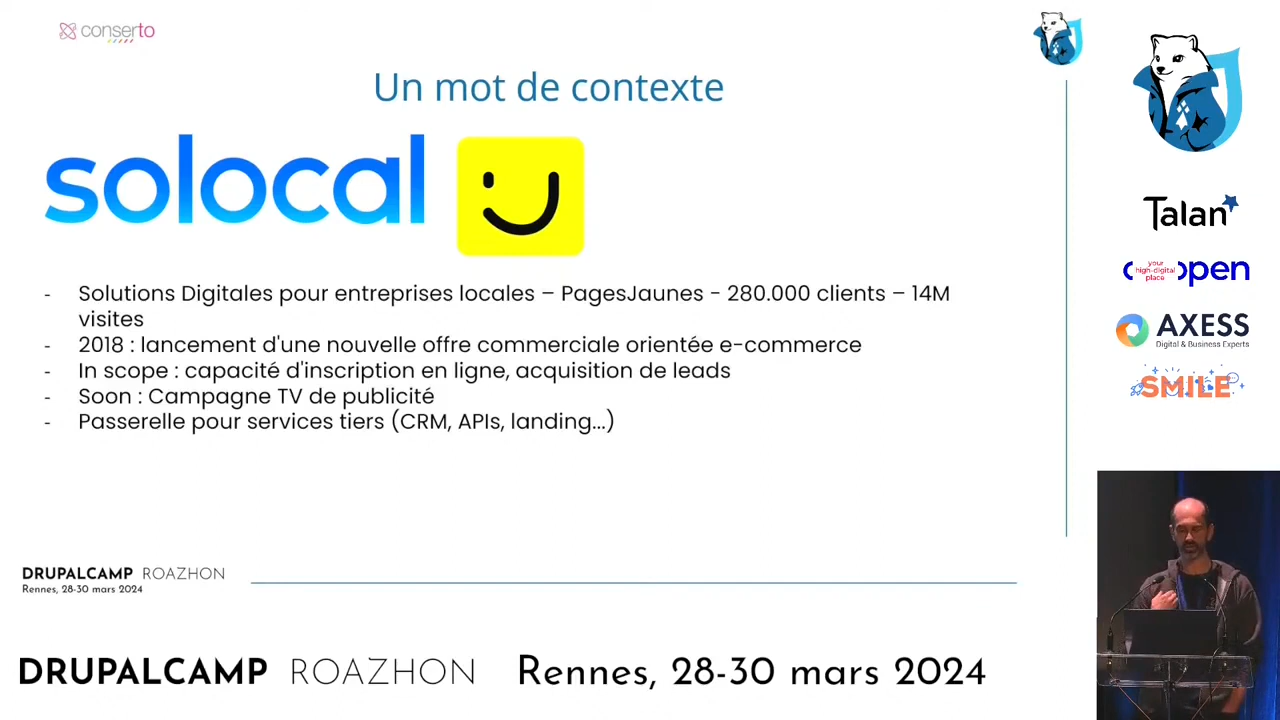 conserto
Un mot de contexte
solocal
- Solutions Digitales pour entreprises locales – PagesJaunes - 280.000 clients – 14M
visites
- 2018 : lancement d'une nouvelle offre commerciale orientée e-commerce
- In scope : capacité d'inscription en ligne, acquisition de leads
- Soon : Campagne TV de publicité
- Passerelle pour services tiers (CRM, APIs, landing...)
DRUPALCAMP ROAZHON
Rennes, 28-30 mars 2024
Talan
your
high-digital
place
open
AXESS
Digital & Business Experts
SMILE
DRUPALCAMP ROAZHON Rennes, 28-30 mars 2024